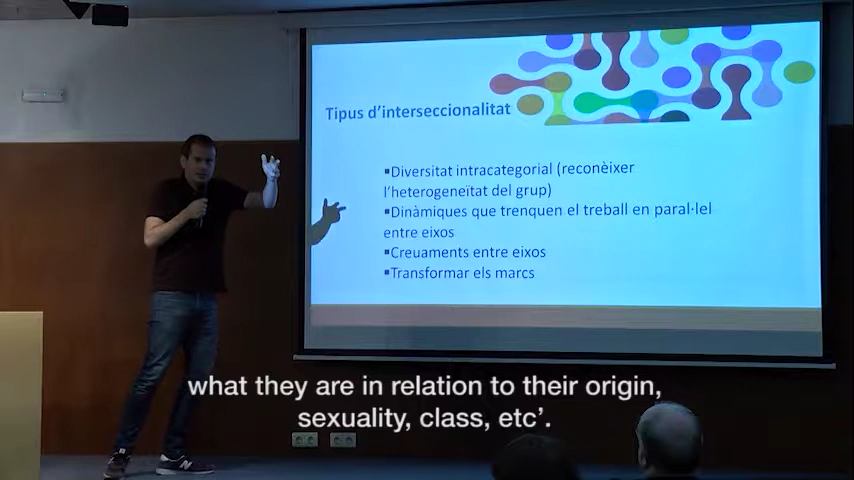 Tipus d'interseccionalitat
▪Diversitat intracategorial (reconèixer
l'heterogeneïtat del grup)
▪Dinàmiques que trenquen el treball en paral·lel
entre eixos
▪Creuaments entre eixos
▪Transformar els marcs
what they are in relation to their origin,
sexuality, class, etc'.